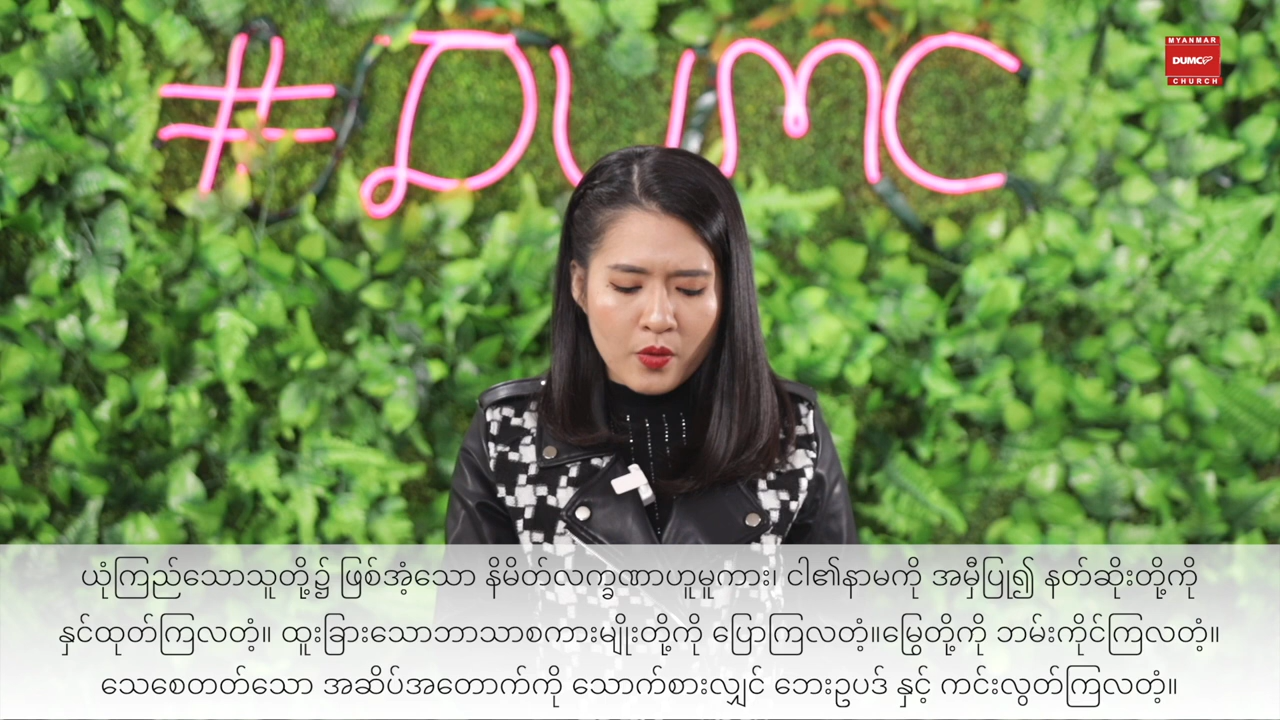 #DUMC
MYANMAR
DUMC
CHURCH
ယုံကြည်သောသူတို့၌ ဖြစ်အံ့သော နိမိတ်လက္ခဏာဟူမူကား၊ ငါ၏နာမကို အမှီပြု၍ နတ်ဆိုးတို့ကို
နှင်ထုတ်ကြလတံ့။ ထူးခြားသောဘာသာစကားမျိုးတို့ကို ပြောကြလတံ့။မြွေတို့ကို ဘမ်းကိုင်ကြလတံ့။
သေစေတတ်သော အဆိပ်အတောက်ကို သောက်စားလျှင် ဘေးဥပဒ် နှင့် ကင်းလွတ်ကြလတံ့။